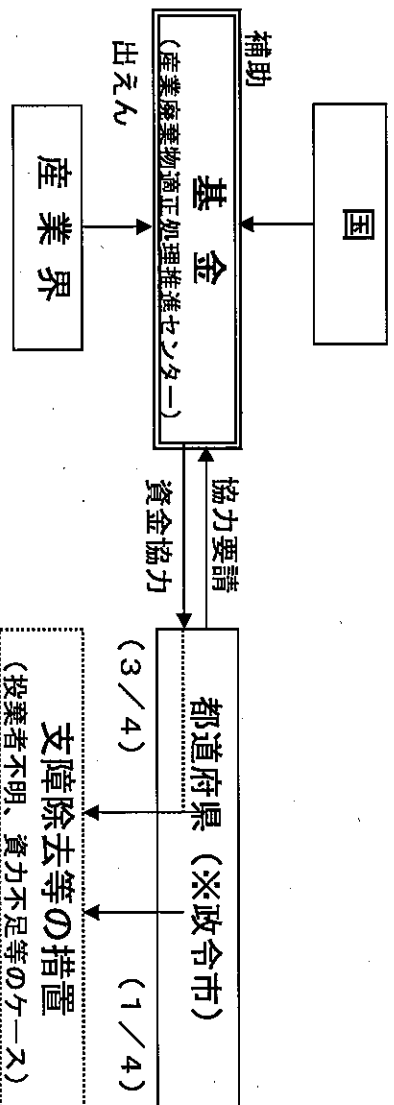 国
補助
基 金
(産業廃棄物適正処理推進センター)
出えん
産 業 界
協力要請
資金協力
都道府県(※政令市)
(3/4)
(1/4)
支障除去等の措置
(投棄者不明、資力不足等のケース)